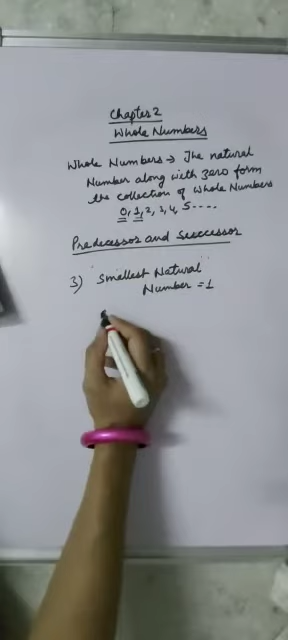 Chapter 2
Whole Numbers
Whole Numbers → The natural
Number along with zero form
the collection of Whole Numbers
0, 1, 2, 3, 4, 5 ....
Predecessor and Successor
3) Smallest Natural
Number = 1